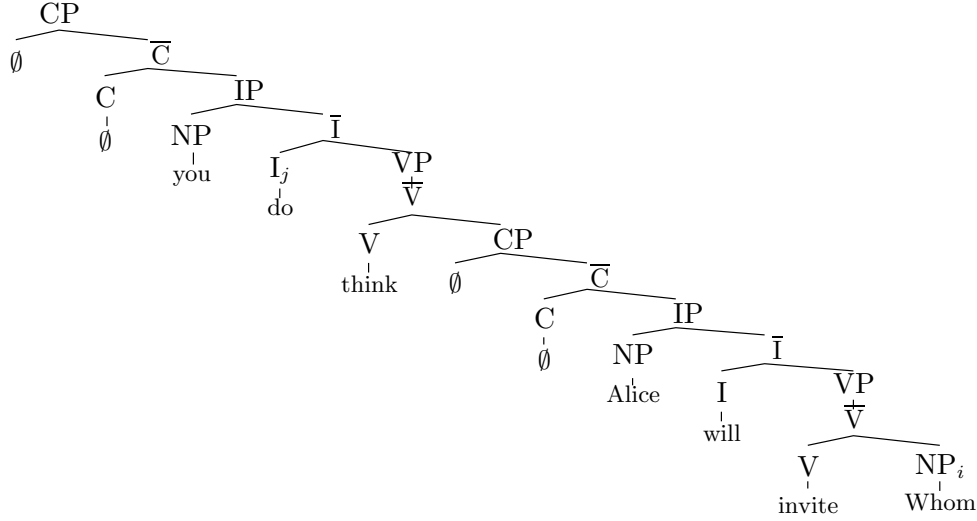 CP
∅
C̅
C
∅
IP
NP
you
I̅
I_j
do
VP
V̅
V
think
CP
∅
C̅
C
∅
IP
NP
Alice
I̅
I
will
VP
V̅
V
invite
NP_i
Whom